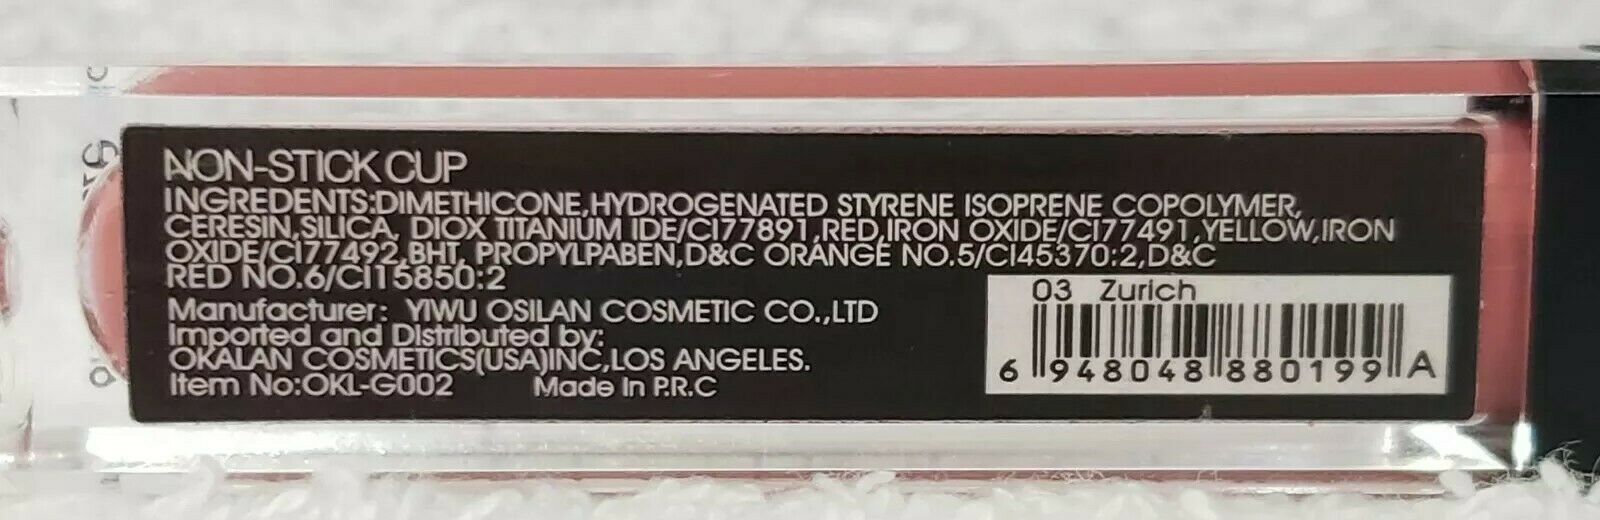 NON-STICK CUP
INGREDIENTS:DIMETHICONE,HYDROGENATED STYRENE ISOPRENE COPOLYMER,
CERESIN,SILICA, DIOX TITANIUM IDE/CI77891,RED,IRON OXIDE/CI77491,YELLOW,IRON
OXIDE/CI77492,BHT, PROPYLPABEN,D&C ORANGE NO.5/CI45370:2,D&C
RED NO.6/CI15850:2
Manufacturer: YIWU OSILAN COSMETIC CO.,LTD
Imported and Distributed by:
OKALAN COSMETICS(USA)INC,LOS ANGELES.
Item No:OKL-G002 Made In P.R.C
03 Zurich
6 948048 880199 A